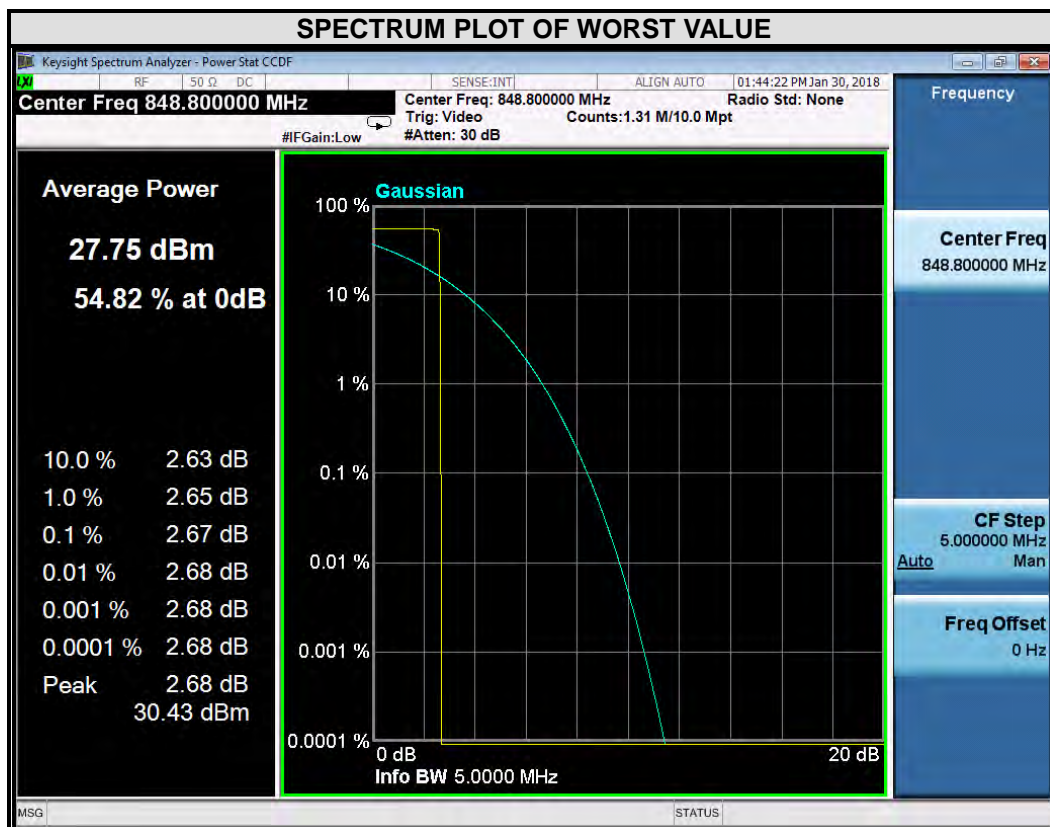 SPECTRUM PLOT OF WORST VALUE
Keysight Spectrum Analyzer - Power Stat CCDF
LXI RF 50 Ω DC SENSE:INT ALIGN AUTO 01:44:22 PM Jan 30, 2018
Center Freq 848.800000 MHz
Center Freq: 848.800000 MHz Radio Std: None
Trig: Video Counts:1.31 M/10.0 Mpt
#IFGain:Low #Atten: 30 dB
Frequency
Average Power
27.75 dBm
54.82 % at 0dB
10.0 % 2.63 dB
1.0 % 2.65 dB
0.1 % 2.67 dB
0.01 % 2.68 dB
0.001 % 2.68 dB
0.0001 % 2.68 dB
Peak 2.68 dB
30.43 dBm
Gaussian
100 %
10 %
1 %
0.1 %
0.01 %
0.001 %
0.0001 %
0 dB 20 dB
Info BW 5.0000 MHz
Center Freq
848.800000 MHz
CF Step
5.000000 MHz
Auto Man
Freq Offset
0 Hz
MSG STATUS